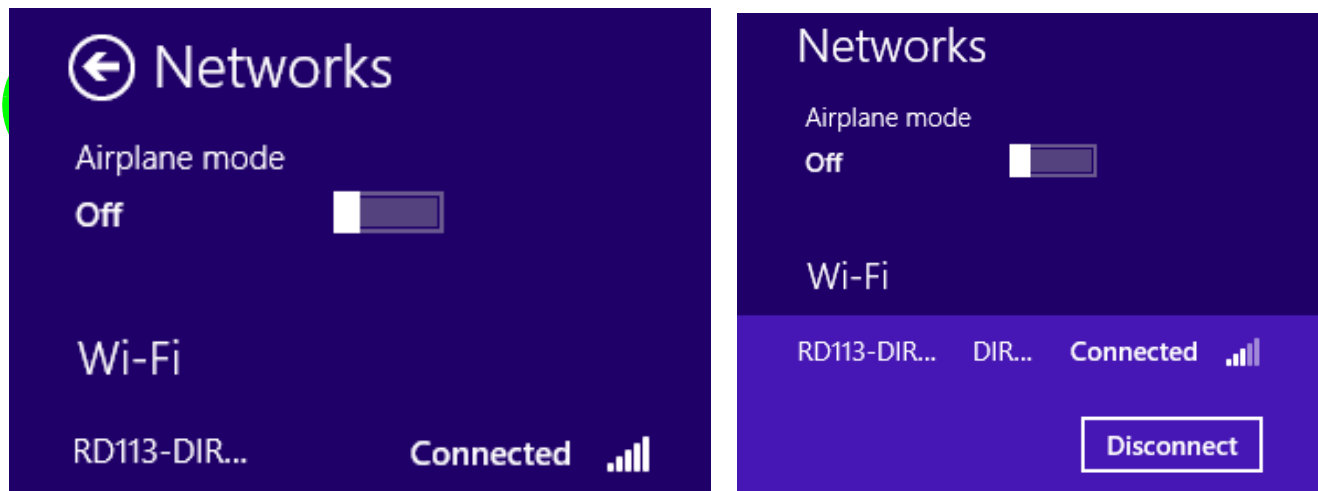 Networks
Airplane mode
Off
Wi-Fi
RD113-DIR... Connected
Networks
Airplane mode
Off
Wi-Fi
RD113-DIR... DIR... Connected
Disconnect